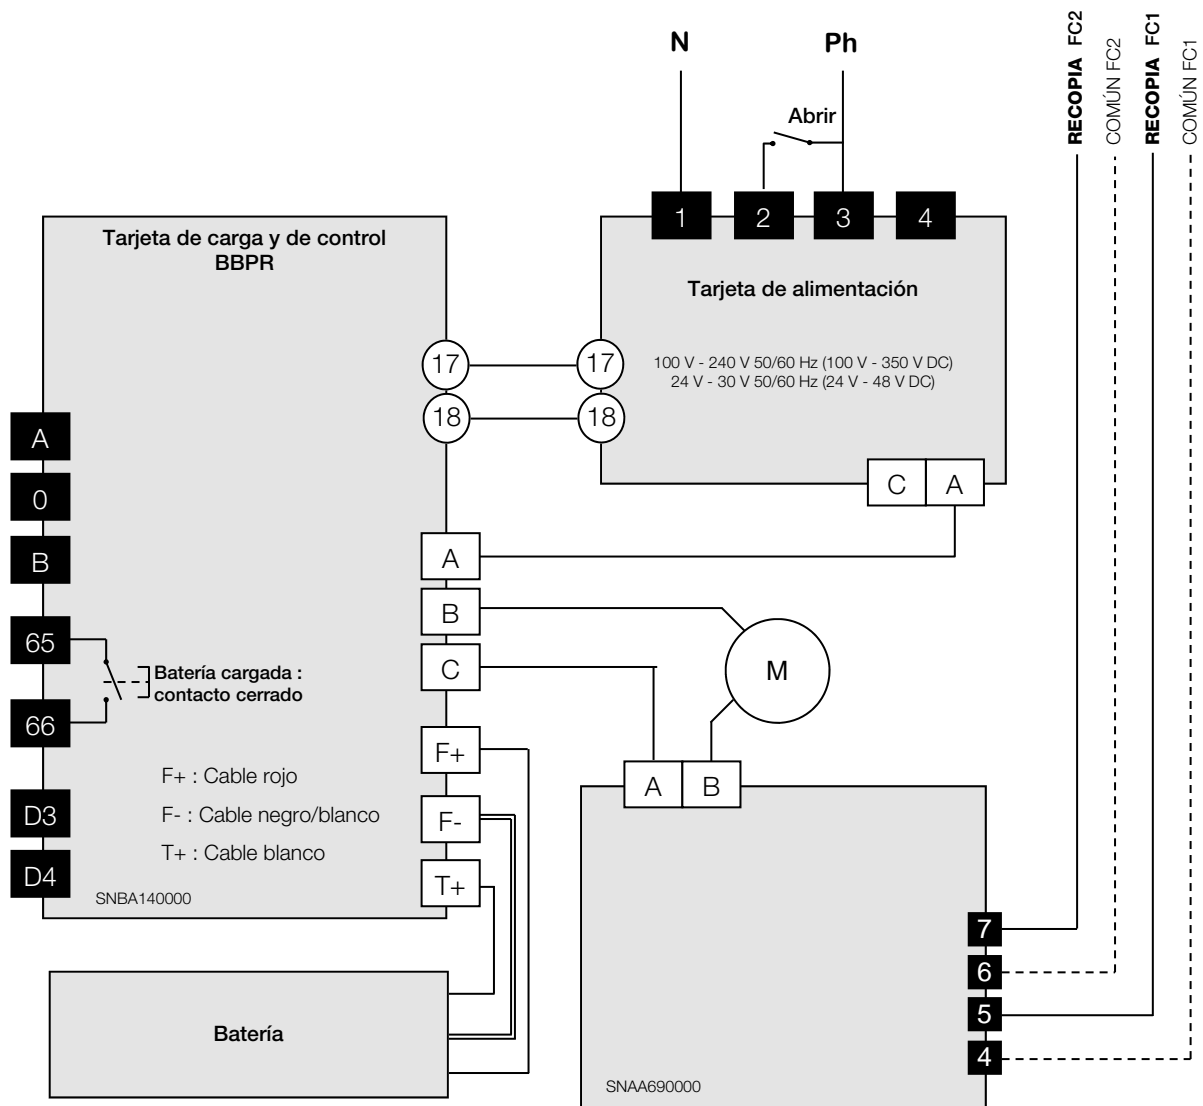 N
Ph
RECOPIA FC2
COMÚN FC2
RECOPIA FC1
COMÚN FC1
Abrir
1
2
3
4
Tarjeta de carga y de control
BBPR
Tarjeta de alimentación
100 V - 240 V 50/60 Hz (100 V - 350 V DC)
24 V - 30 V 50/60 Hz (24 V - 48 V DC)
17
17
18
18
A
0
B
C
A
A
B
65
C
Batería cargada :
contacto cerrado
M
66
F+
F+ : Cable rojo
A
B
D3
F- : Cable negro/blanco
F-
T+ : Cable blanco
D4
T+
SNBA140000
7
6
5
4
Batería
SNAA690000